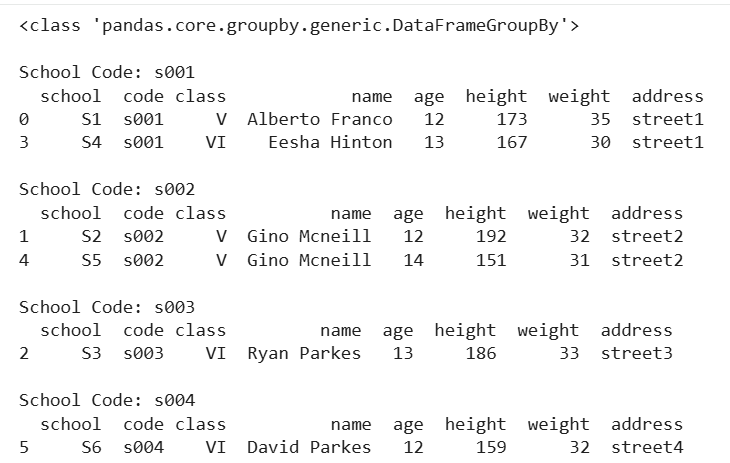 <class 'pandas.core.groupby.generic.DataFrameGroupBy'>
School Code: s001
school code class name age height weight address
0 S1 s001 V Alberto Franco 12 173 35 street1
3 S4 s001 VI Eesha Hinton 13 167 30 street1
School Code: s002
school code class name age height weight address
1 S2 s002 V Gino Mcneill 12 192 32 street2
4 S5 s002 V Gino Mcneill 14 151 31 street2
School Code: s003
school code class name age height weight address
2 S3 s003 VI Ryan Parkes 13 186 33 street3
School Code: s004
school code class name age height weight address
5 S6 s004 VI David Parkes 12 159 32 street4